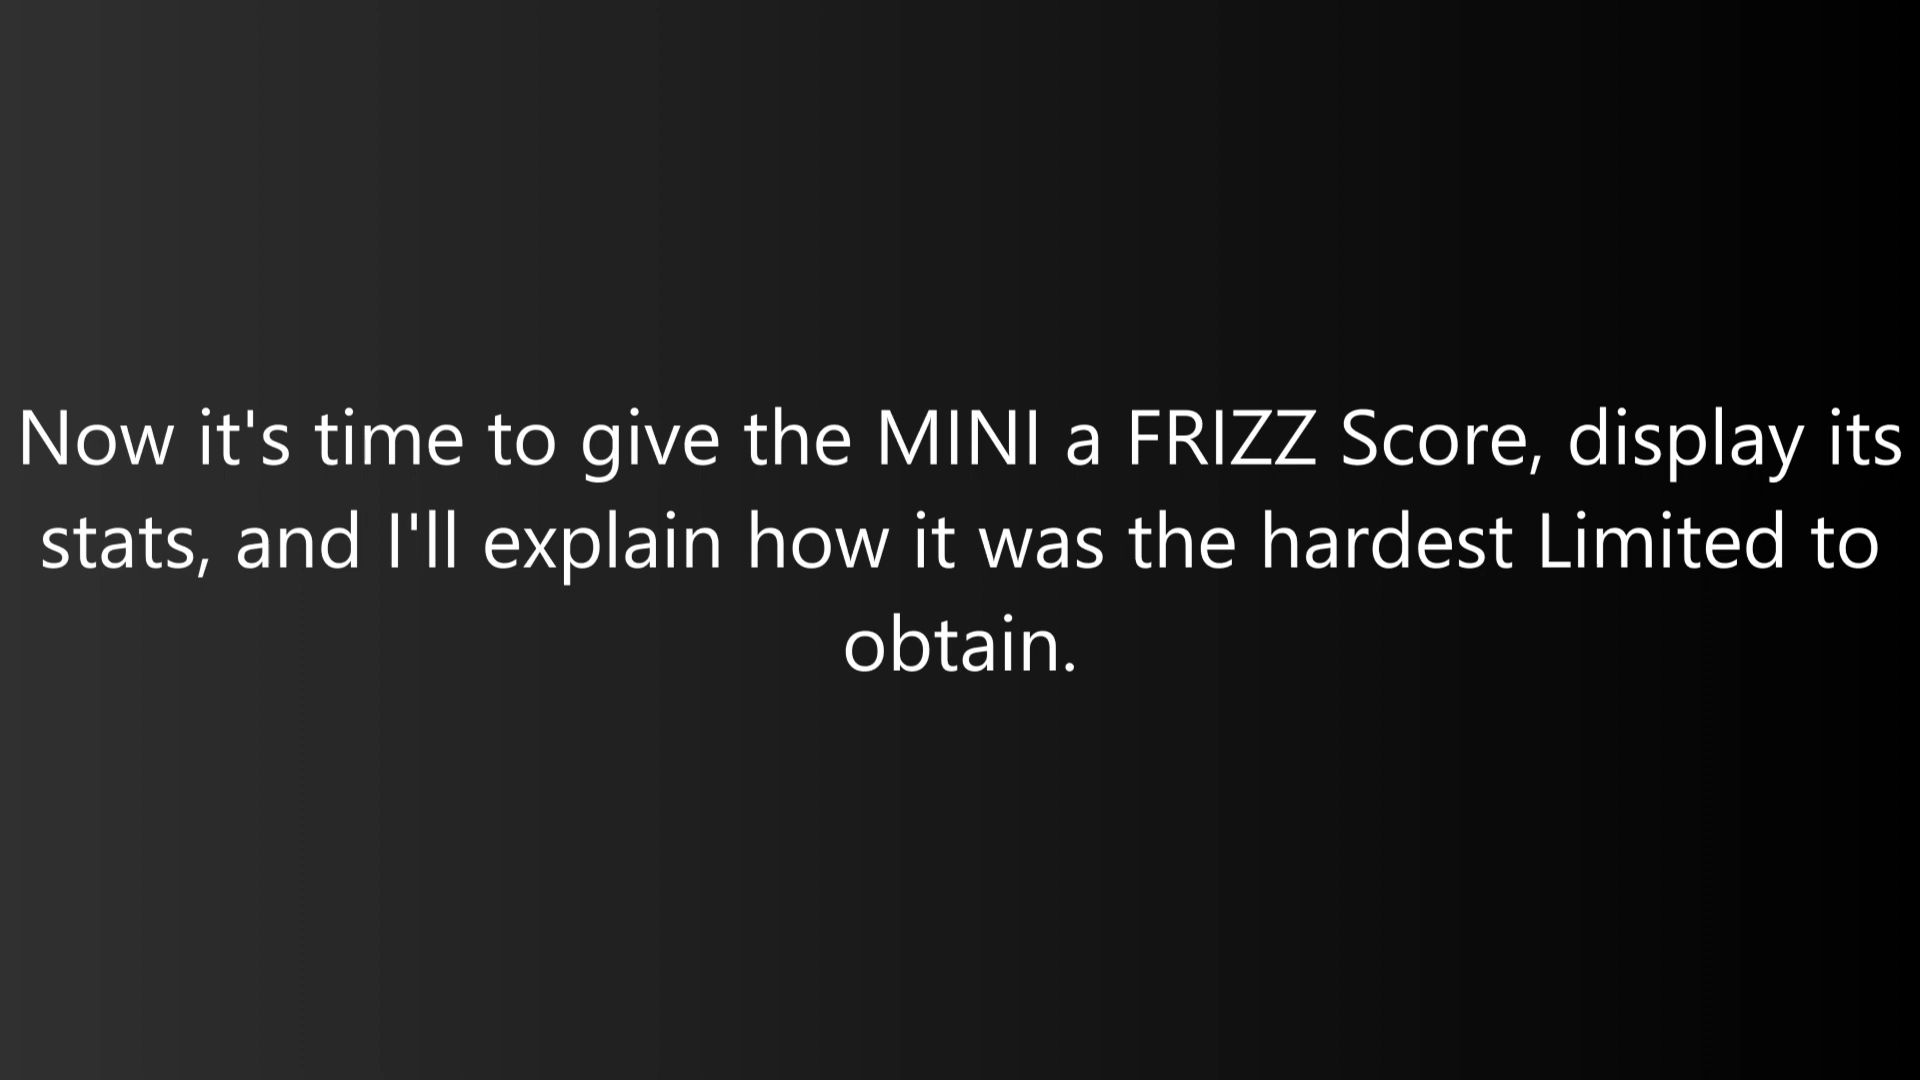 Now it's time to give the MINI a FRIZZ Score, display its
stats, and I'll explain how it was the hardest Limited to
obtain.